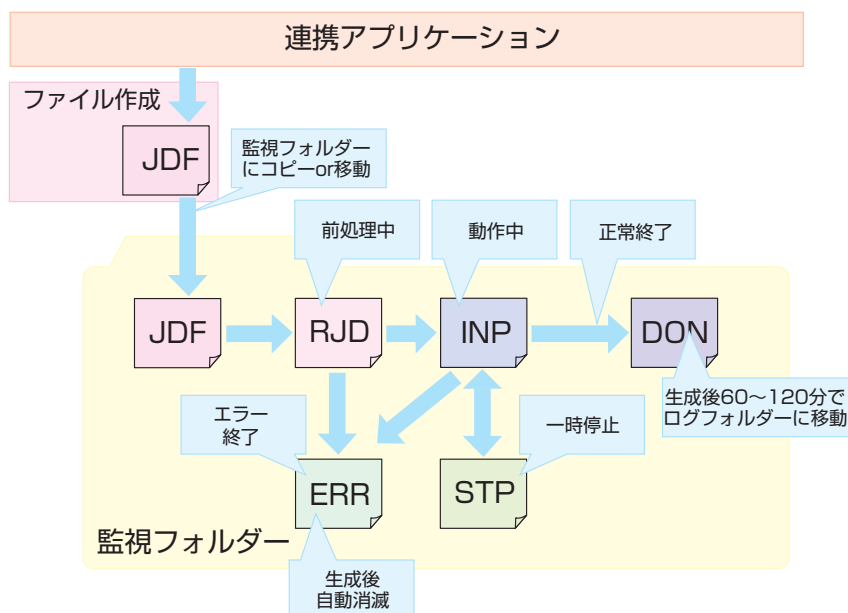 連携アプリケーション
ファイル作成
JDF
監視フォルダー
にコピーor移動
前処理中
動作中
正常終了
JDF
RJD
INP
DON
生成後60〜120分で
ログフォルダーに移動
エラー
終了
一時停止
ERR
STP
監視フォルダー
生成後
自動消滅